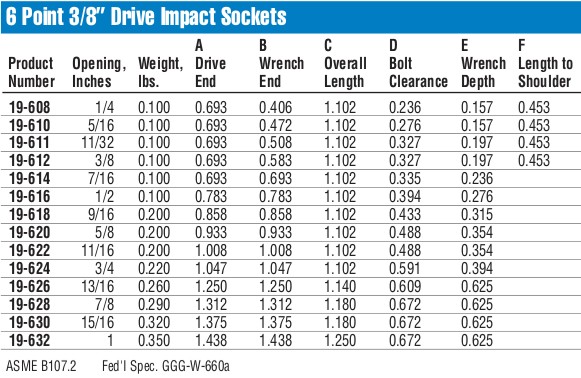 6 Point 3/8″ Drive Impact Sockets
A B C D E F
Product Opening, Weight, Drive Wrench Overall Bolt Wrench Length to
Number Inches lbs. End End Length Clearance Depth Shoulder
19-608 1/4 0.100 0.693 0.406 1.102 0.236 0.157 0.453
19-610 5/16 0.100 0.693 0.472 1.102 0.276 0.157 0.453
19-611 11/32 0.100 0.693 0.508 1.102 0.327 0.197 0.453
19-612 3/8 0.100 0.693 0.583 1.102 0.327 0.197 0.453
19-614 7/16 0.100 0.693 0.693 1.102 0.335 0.236
19-616 1/2 0.100 0.783 0.783 1.102 0.394 0.276
19-618 9/16 0.200 0.858 0.858 1.102 0.433 0.315
19-620 5/8 0.200 0.933 0.933 1.102 0.488 0.354
19-622 11/16 0.200 1.008 1.008 1.102 0.488 0.354
19-624 3/4 0.220 1.047 1.047 1.102 0.591 0.394
19-626 13/16 0.260 1.250 1.250 1.140 0.609 0.625
19-628 7/8 0.290 1.312 1.312 1.180 0.672 0.625
19-630 15/16 0.320 1.375 1.375 1.180 0.672 0.625
19-632 1 0.350 1.438 1.438 1.250 0.672 0.625
ASME B107.2 Fed'l Spec. GGG-W-660a